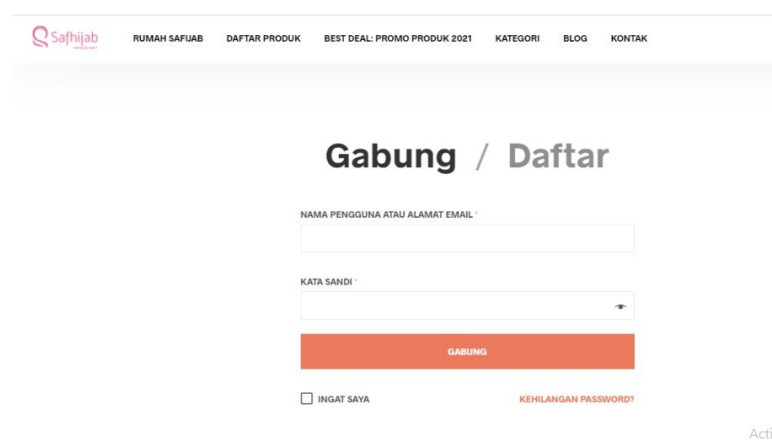 Safhijab
RUMAH SAFIJAB DAFTAR PRODUK BEST DEAL: PROMO PRODUK 2021 KATEGORI BLOG KONTAK
Gabung / Daftar
NAMA PENGGUNA ATAU ALAMAT EMAIL *
KATA SANDI *
GABUNG
INGAT SAYA KEHILANGAN PASSWORD?
Acti